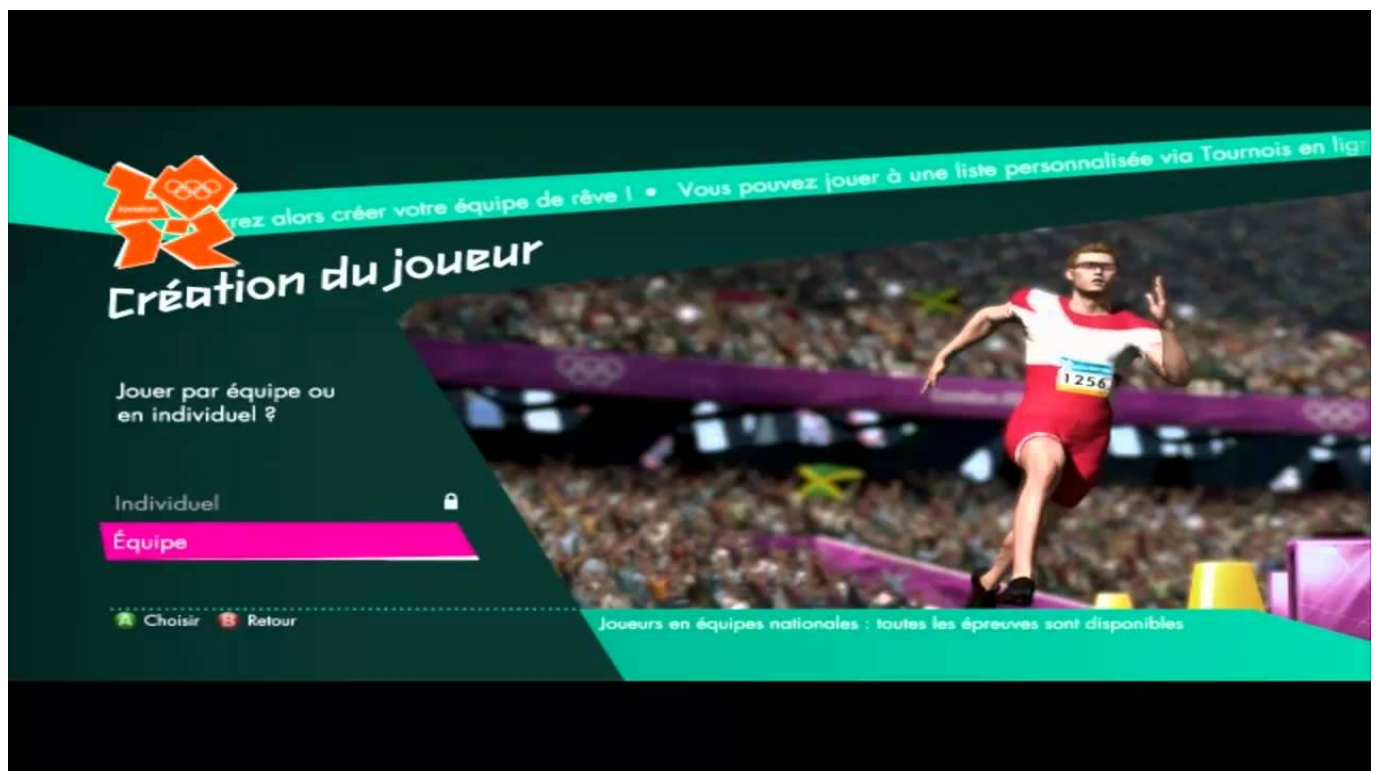 rrez alors créer votre équipe de rêve ! • Vous pouvez jouer à une liste personnalisée via Tournois en lign
Création du joueur
Jouer par équipe ou
en individuel ?
Individuel
Équipe
A Choisir B Retour
Joueurs en équipes nationales : toutes les épreuves sont disponibles
1256